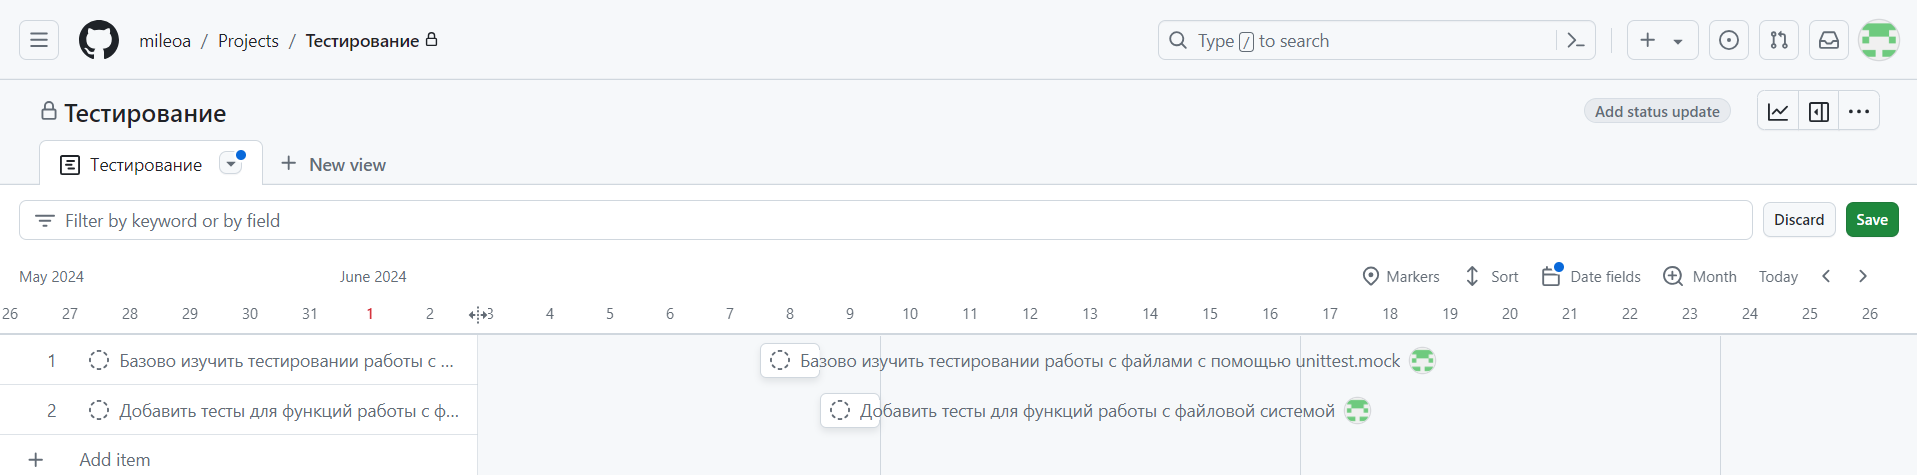 mileoa / Projects / Тестирование
Type / to search
Тестирование
Add status update
Тестирование
New view
Filter by keyword or by field
Discard
Save
May 2024
June 2024
Markers
Sort
Date fields
Month
Today
26 27 28 29 30 31 1 2 3 4 5 6 7 8 9 10 11 12 13 14 15 16 17 18 19 20 21 22 23 24 25 26
1 Базово изучить тестировании работы с ...
Базово изучить тестировании работы с файлами с помощью unittest.mock
2 Добавить тесты для функций работы с ф...
Добавить тесты для функций работы с файловой системой
Add item